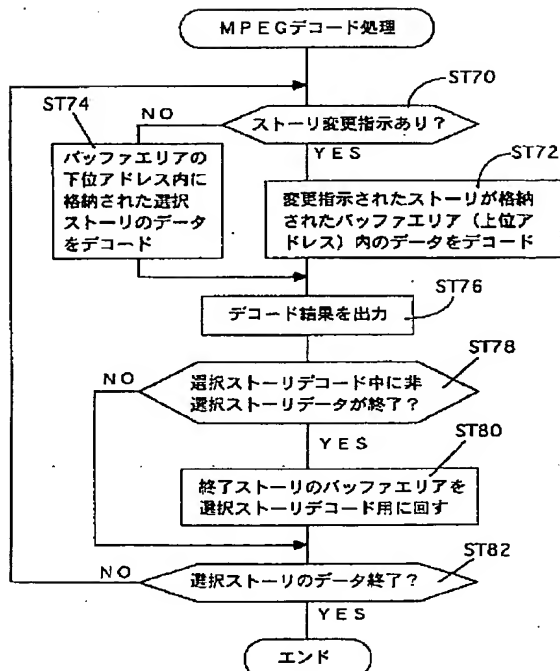 MPEGデコード処理
ST70
ストーリ変更指示あり？
NO
YES
ST74
バッファエリアの
下位アドレス内に
格納された選択
ストーリのデータ
をデコード
ST72
変更指示されたストーリが格納
されたバッファエリア（上位ア
ドレス）内のデータをデコード
ST76
デコード結果を出力
ST78
選択ストーリデコード中に非
選択ストーリデータが終了？
NO
YES
ST80
終了ストーリのバッファエリアを
選択ストーリデコード用に回す
ST82
選択ストーリのデータ終了？
NO
YES
エンド